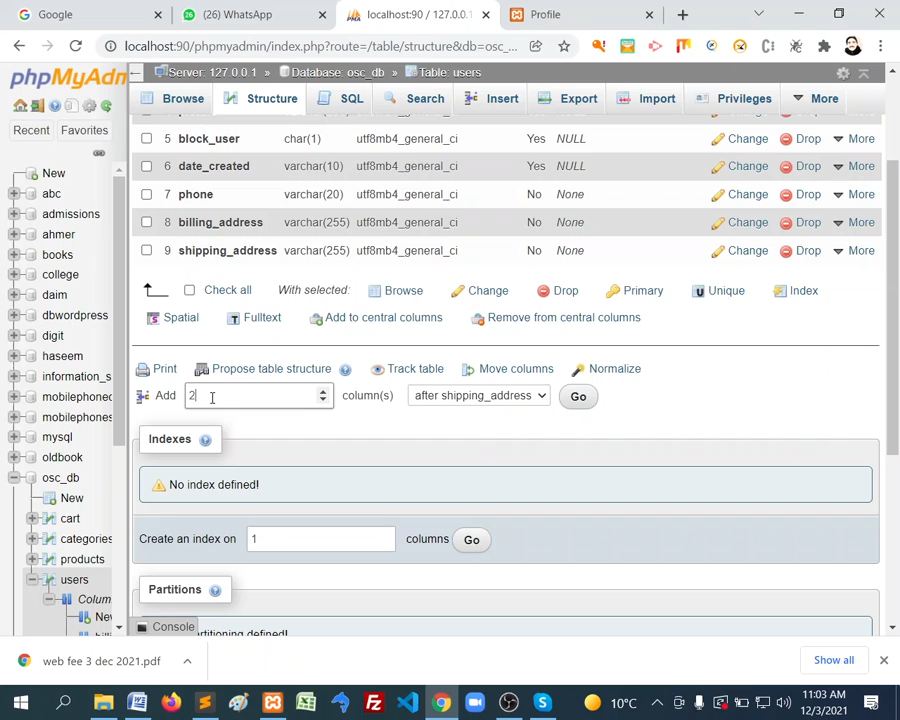 Google
(26) WhatsApp
localhost:90 / 127.0.0.1
Profile
localhost:90/phpmyadmin/index.php?route=/table/structure&db=osc_db...
phpMyAdm
Server: 127.0.0.1 » Database: osc_db » Table: users
Browse Structure SQL Search Insert Export Import Privileges More
Recent Favorites
New
abc
admissions
ahmer
books
college
daim
dbwordpress
digit
haseem
information_s
mobilephoned
mobilephones
mysql
oldbook
osc_db
New
cart
categories
products
users
Colum
Nev
5 block_user char(1) utf8mb4_general_ci Yes NULL Change Drop More
6 date_created varchar(10) utf8mb4_general_ci Yes NULL Change Drop More
7 phone varchar(20) utf8mb4_general_ci No None Change Drop More
8 billing_address varchar(255) utf8mb4_general_ci No None Change Drop More
9 shipping_address varchar(255) utf8mb4_general_ci No None Change Drop More
Check all With selected: Browse Change Drop Primary Unique Index
Spatial Fulltext Add to central columns Remove from central columns
Print Propose table structure Track table Move columns Normalize
Add 2 column(s) after shipping_address Go
Indexes
No index defined!
Create an index on 1 columns Go
Partitions
Console
web fee 3 dec 2021.pdf
Show all
10°C
11:03 AM
12/3/2021